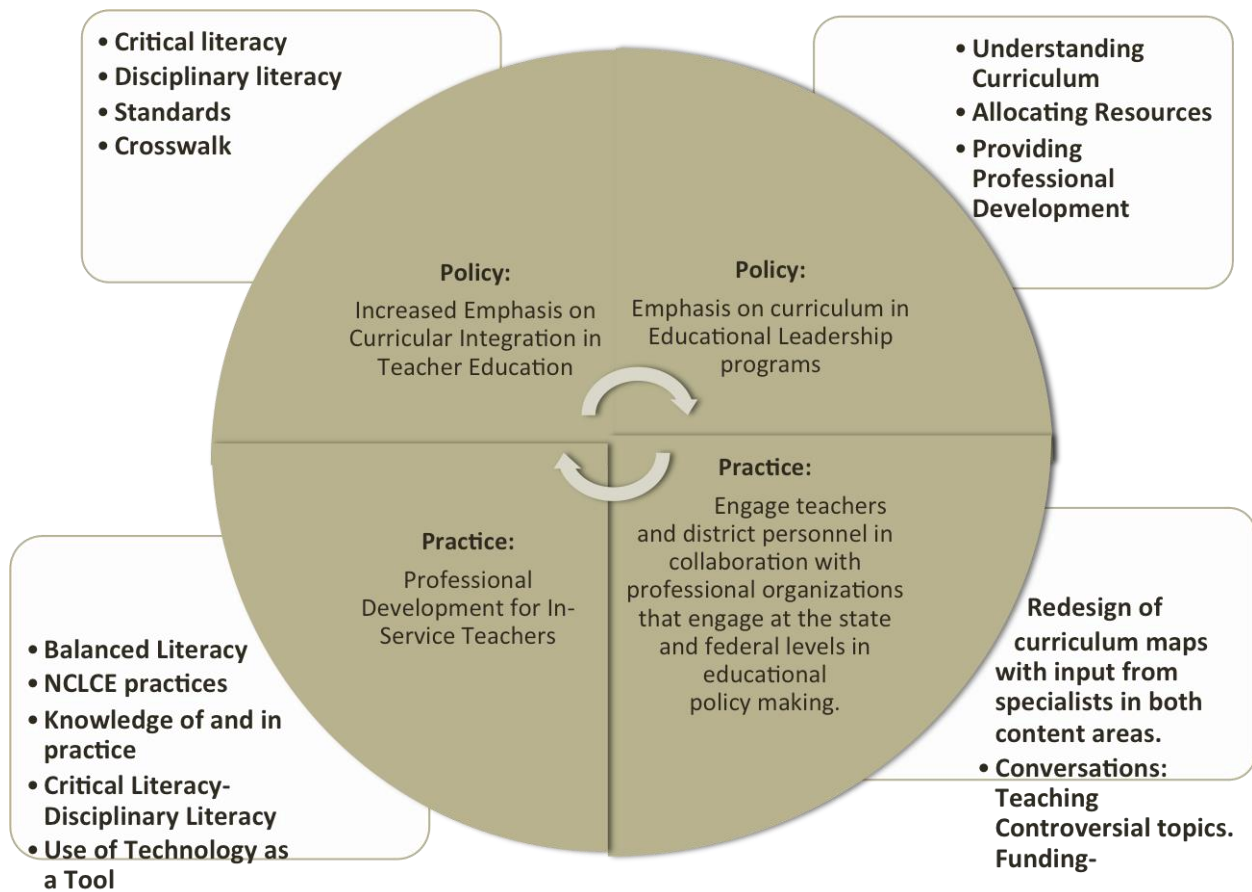 • Critical literacy
• Disciplinary literacy
• Standards
• Crosswalk
• Understanding
Curriculum
• Allocating Resources
• Providing
Professional
Development
Policy:
Increased Emphasis on
Curricular Integration in
Teacher Education
Policy:
Emphasis on curriculum in
Educational Leadership
programs
Practice:
Professional
Development for In-
Service Teachers
Practice:
Engage teachers
and district personnel in
collaboration with
professional organizations
that engage at the state
and federal levels in
educational
policy making.
• Balanced Literacy
• NCLCE practices
• Knowledge of and in
practice
• Critical Literacy-
Disciplinary Literacy
• Use of Technology as
a Tool
Redesign of
curriculum maps
with input from
specialists in both
content areas.
• Conversations:
Teaching
Controversial topics.
Funding-